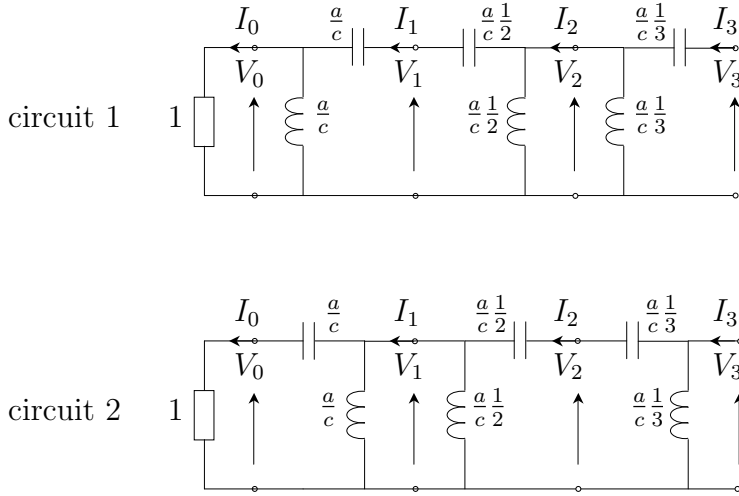 I₀ a/c I₁ a/c 1/2 I₂ a/c 1/3 I₃
V₀ V₁ V₂ V₃
circuit 1 1 a/c a/c 1/2 a/c 1/3
I₀ a/c I₁ a/c 1/2 I₂ a/c 1/3 I₃
V₀ V₁ V₂ V₃
circuit 2 1 a/c a/c 1/2 a/c 1/3